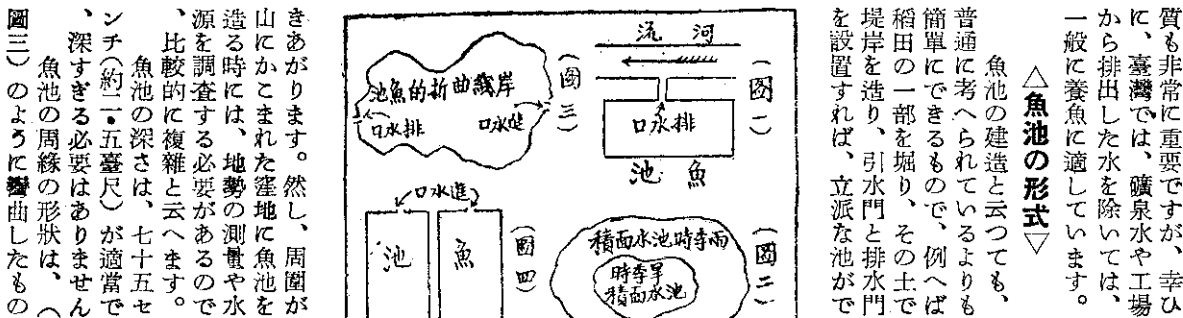 質も非常に重要ですが、幸ひ
に、臺灣では、礦泉水や工場
から排出した水を除いては、
一般に養魚に適しています。
△魚池の形式▽
魚池の建造と云つても、
普通に考へられているよりも
簡單にできるもので、例へば
稻田の一部を堀り、その土で
堤岸を造り、引水門と排水門
を設置すれば、立派な池がで
(图一)
河流
排水口
魚池
(圖二)
雨季時池水面積
旱季時
池水面積
(图三)
岸線曲折的魚池
進水口
排水口
(圖四)
進水口
魚
池
きあがります。然し、周圍が
山にかこまれた窪地に魚池を
造る時には、地勢の測量や水
源を調査する必要があるので
、比較的に複雜と云へます。
魚池の深さは、七十五セ
ンチ(約二・五臺尺)が適當で
、深すぎる必要はありません
魚池の周緣の形狀は、(
圖三)のように彎曲したもの